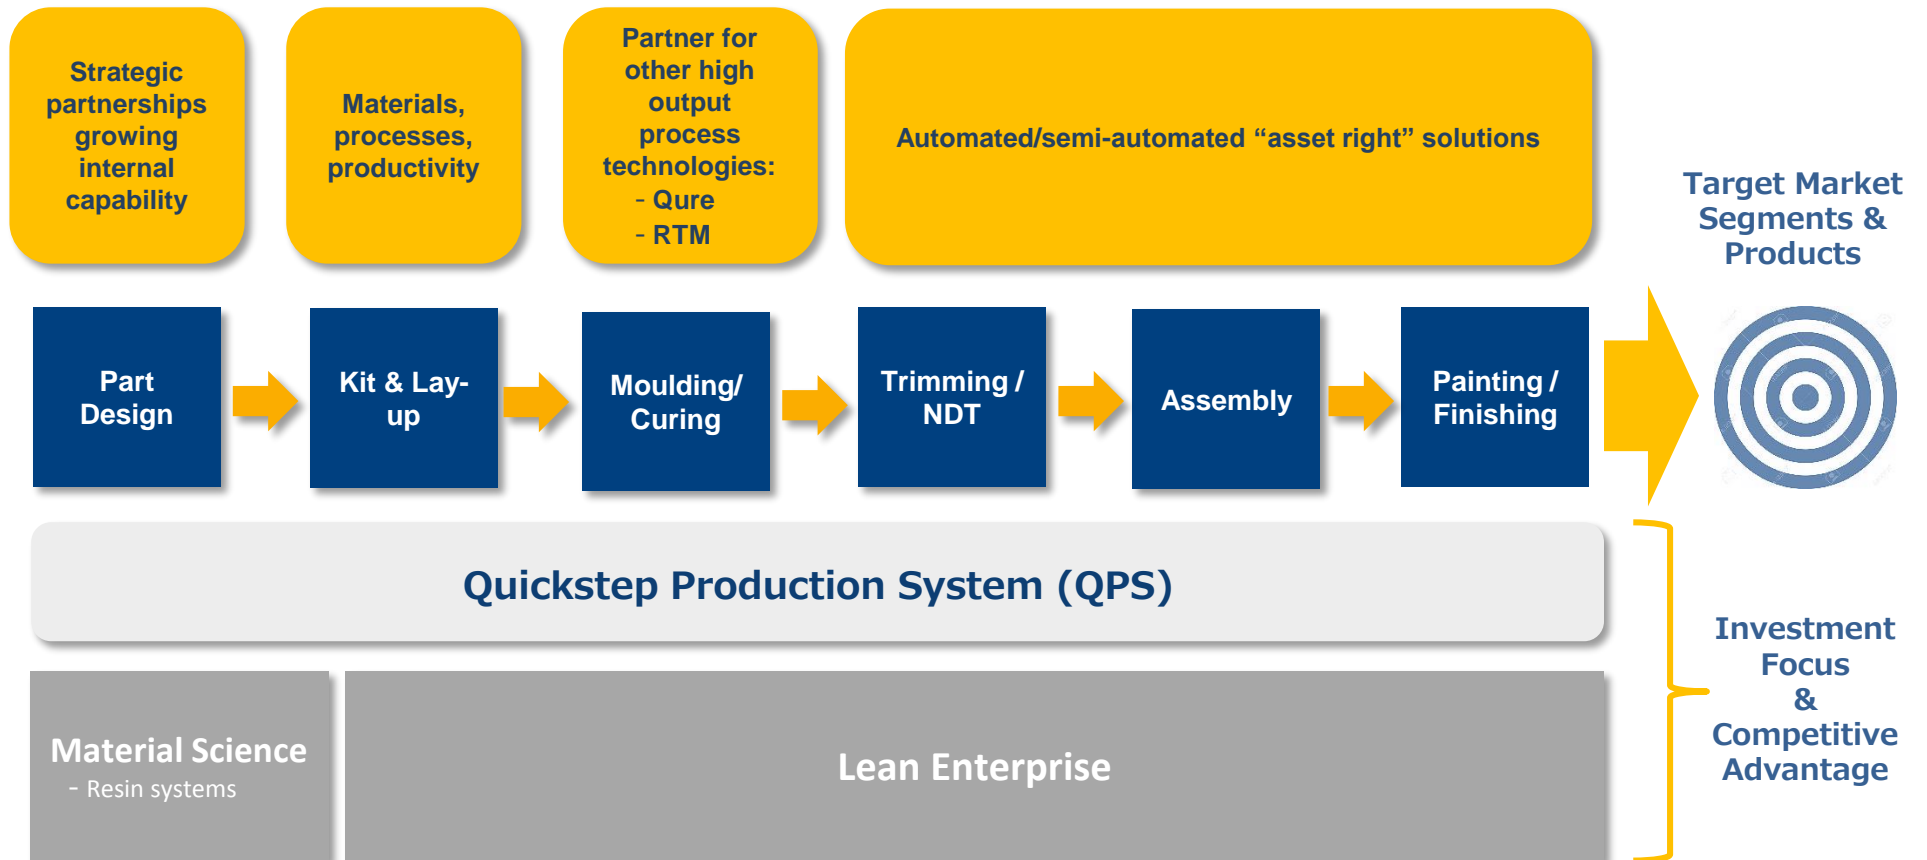 Strategic
partnerships
growing
internal
capability
Materials,
processes,
productivity
Partner for
other high
output
process
technologies:
- Qure
- RTM
Automated/semi-automated “asset right” solutions
Target Market
Segments &
Products
Part
Design
Kit & Lay-
up
Moulding/
Curing
Trimming /
NDT
Assembly
Painting /
Finishing
Quickstep Production System (QPS)
Material Science
- Resin systems
Lean Enterprise
Investment
Focus
&
Competitive
Advantage